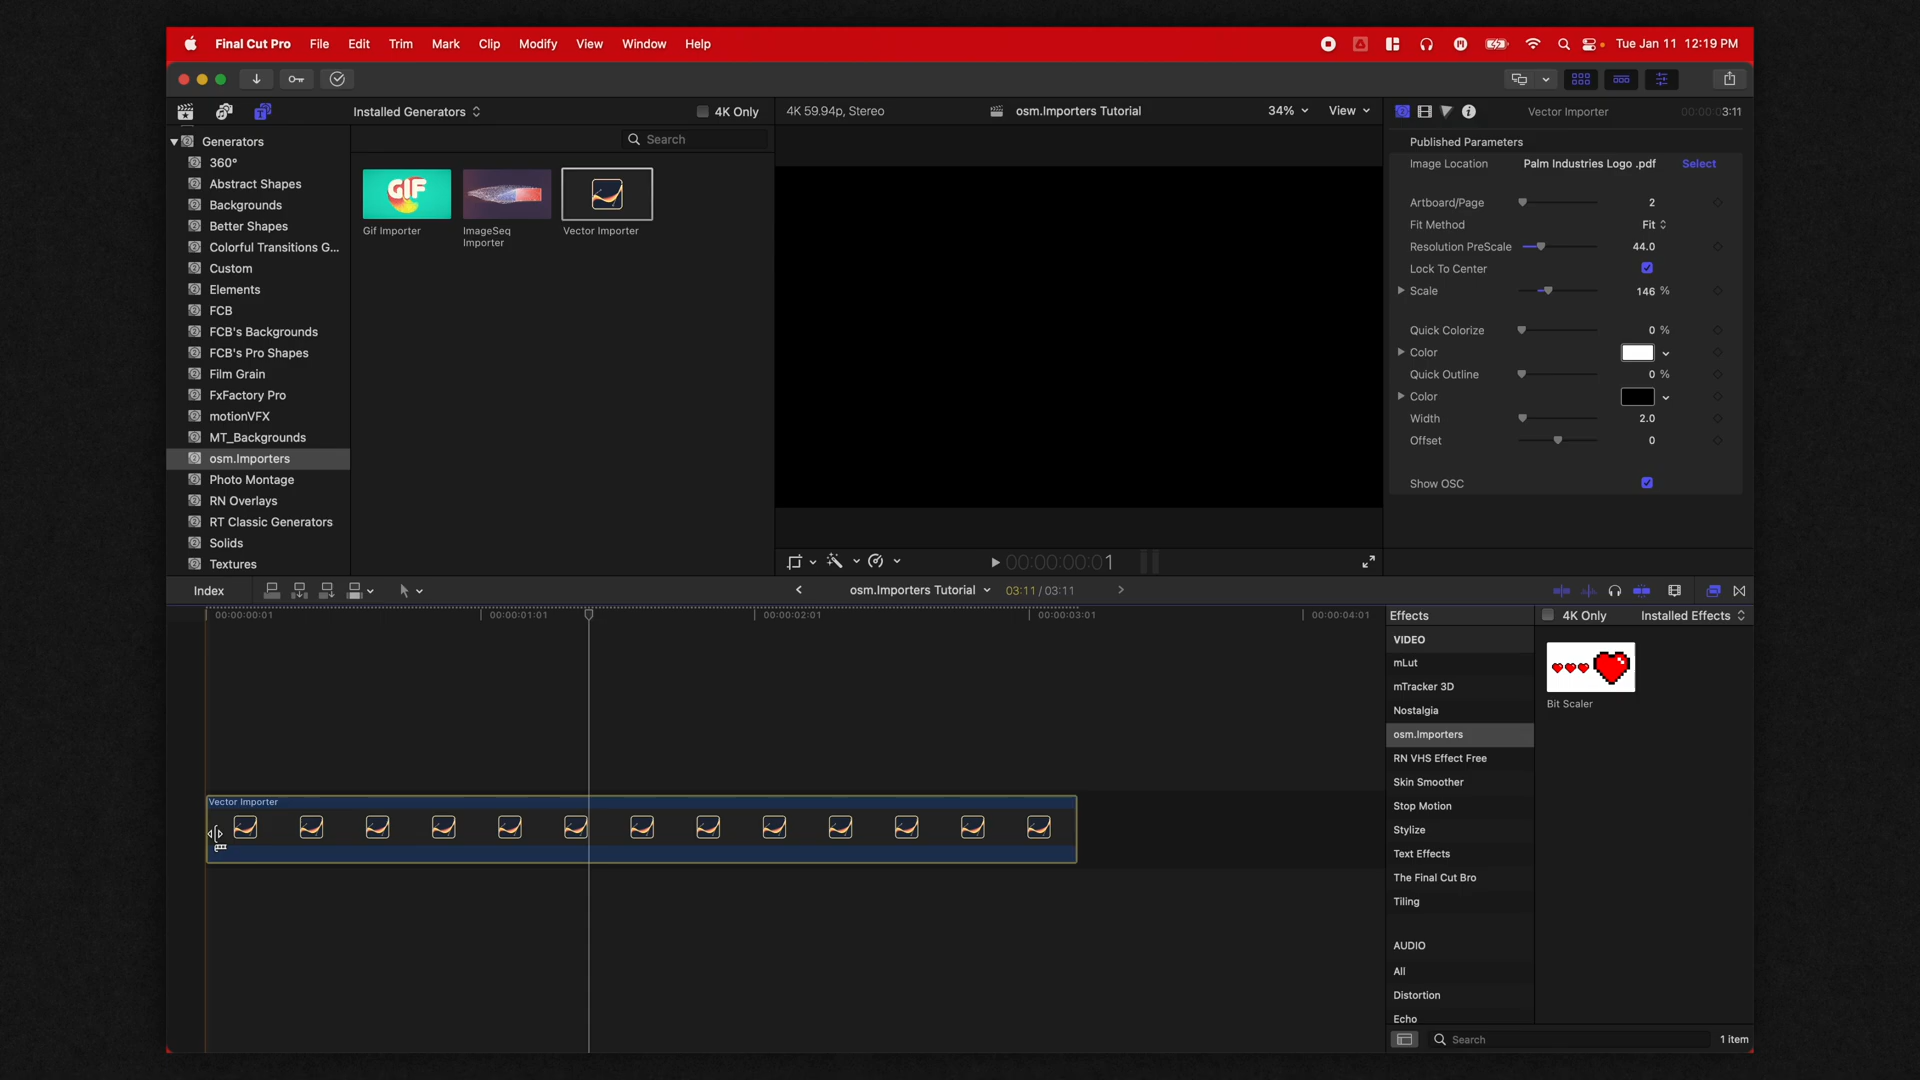 Final Cut Pro File Edit Trim Mark Clip Modify View Window Help Tue Jan 11 12:19 PM
Installed Generators 4K Only
4K 59.94p, Stereo osm.Importers Tutorial 34% View
Vector Importer 00:00:03:11
Generators
360°
Abstract Shapes
Backgrounds
Better Shapes
Colorful Transitions G...
Custom
Elements
FCB
FCB's Backgrounds
FCB's Pro Shapes
Film Grain
FxFactory Pro
motionVFX
MT_Backgrounds
osm.Importers
Photo Montage
RN Overlays
RT Classic Generators
Solids
Textures
Search
GIF
Gif Importer
ImageSeq
Importer
Vector Importer
Published Parameters
Image Location Palm Industries Logo .pdf Select
Artboard/Page 2
Fit Method Fit
Resolution PreScale 44.0
Lock To Center
Scale 146 %
Quick Colorize 0 %
Color
Quick Outline 0 %
Color
Width 2.0
Offset 0
Show OSC
00:00:00:01
Index osm.Importers Tutorial 03:11 / 03:11
00:00:00:01 00:00:01:01 00:00:02:01 00:00:03:01 00:00:04:01
Vector Importer
Effects 4K Only Installed Effects
VIDEO
mLut
mTracker 3D
Nostalgia
osm.Importers
RN VHS Effect Free
Skin Smoother
Stop Motion
Stylize
Text Effects
The Final Cut Bro
Tiling
AUDIO
All
Distortion
Echo
Bit Scaler
Search 1 item